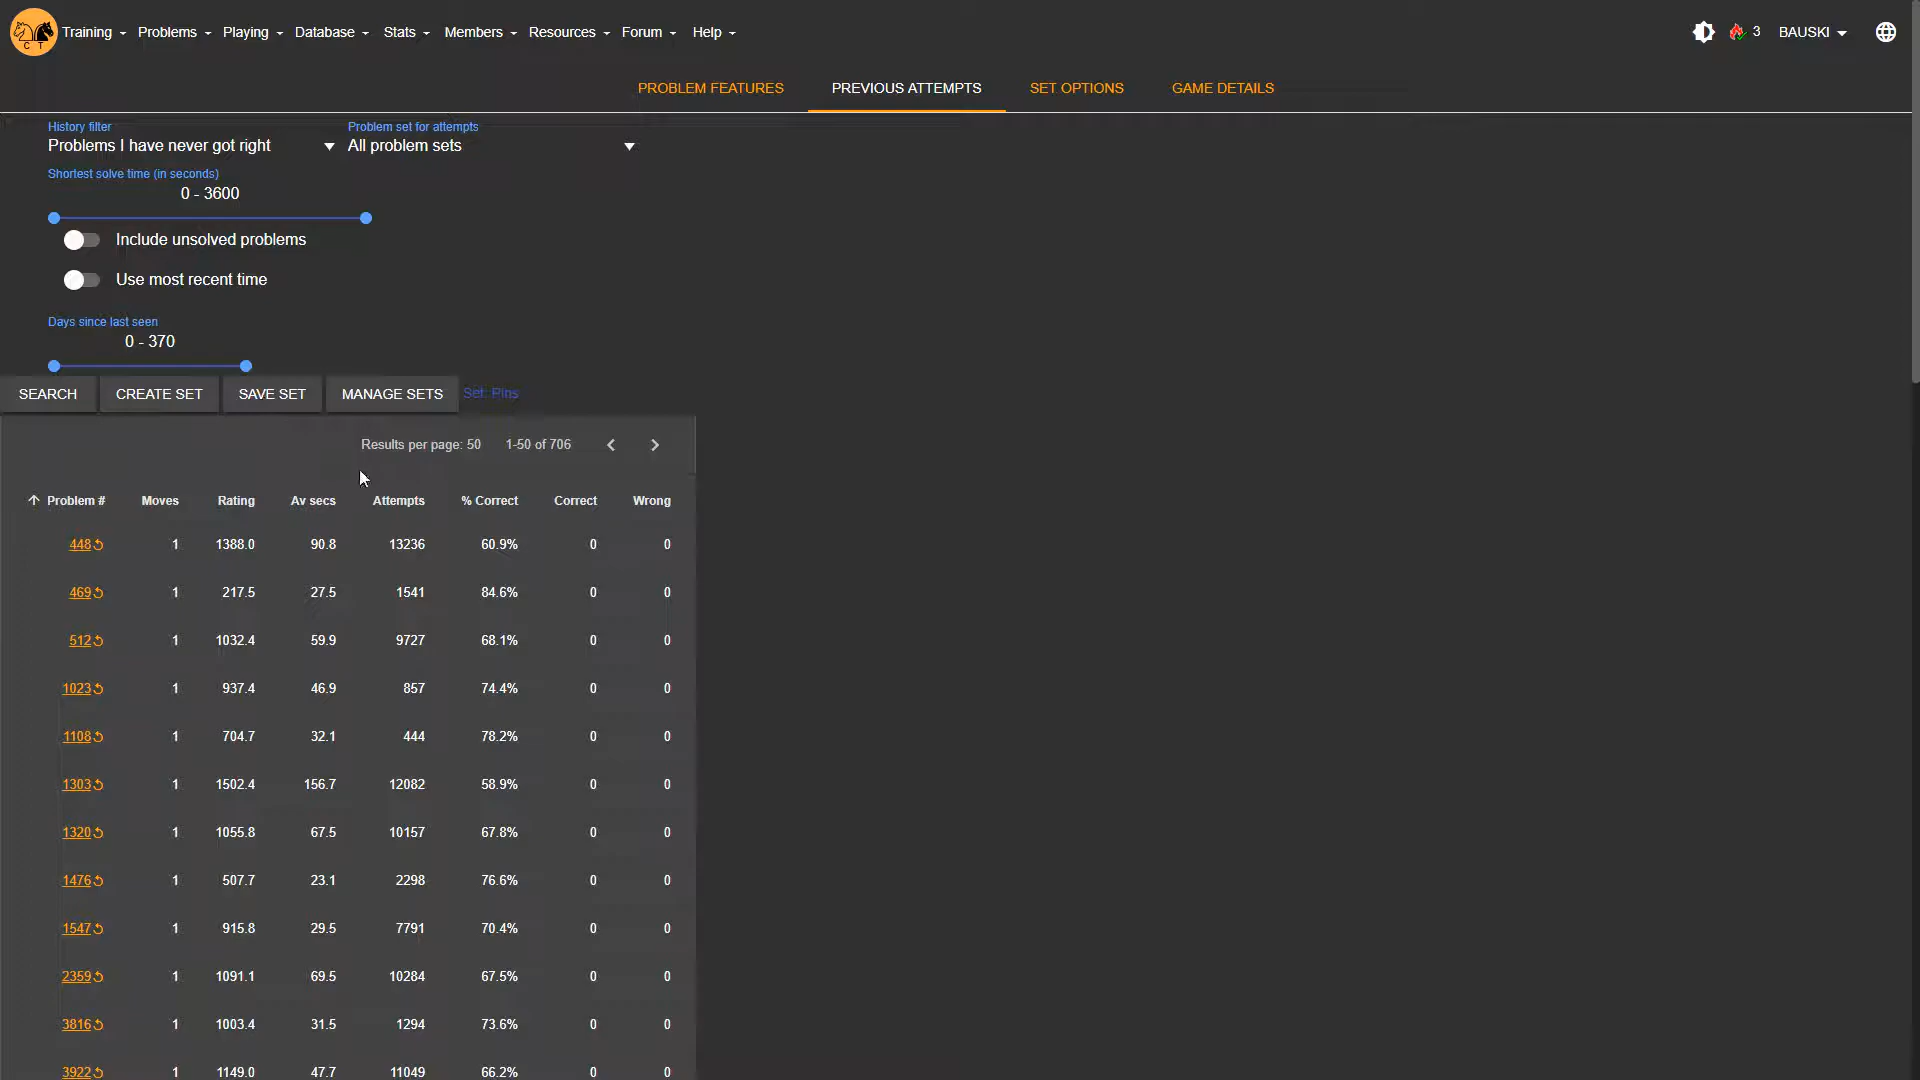 C T Training Problems Playing Database Stats Members Resources Forum Help 3 BAUSKI
PROBLEM FEATURES PREVIOUS ATTEMPTS SET OPTIONS GAME DETAILS
History filter Problem set for attempts
Problems I have never got right All problem sets
Shortest solve time (in seconds)
0 - 3600
Include unsolved problems
Use most recent time
Days since last seen
0 - 370
SEARCH CREATE SET SAVE SET MANAGE SETS Set: Pins
Results per page: 50 1-50 of 706
Problem # Moves Rating Av secs Attempts % Correct Correct Wrong
448 1 1388.0 90.8 13236 60.9% 0 0
469 1 217.5 27.5 1541 84.6% 0 0
512 1 1032.4 59.9 9727 68.1% 0 0
1023 1 937.4 46.9 857 74.4% 0 0
1108 1 704.7 32.1 444 78.2% 0 0
1303 1 1502.4 156.7 12082 58.9% 0 0
1320 1 1055.8 67.5 10157 67.8% 0 0
1476 1 507.7 23.1 2298 76.6% 0 0
1547 1 915.8 29.5 7791 70.4% 0 0
2359 1 1091.1 69.5 10284 67.5% 0 0
3816 1 1003.4 31.5 1294 73.6% 0 0
3922 1 1149.0 47.7 11049 66.2% 0 0